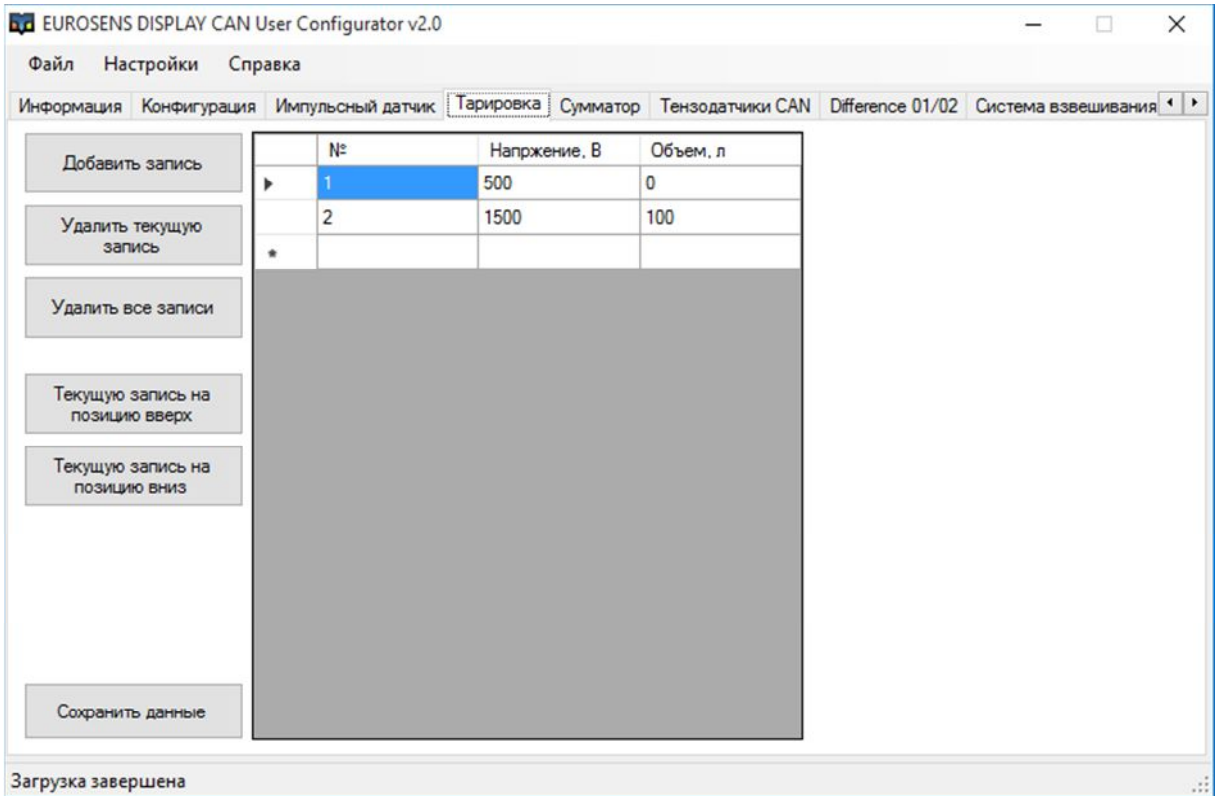 EUROSENS DISPLAY CAN User Configurator v2.0
Файл Настройки Справка
Информация Конфигурация Импульсный датчик Тарировка Сумматор Тензодатчики CAN Difference 01/02 Система взвешивания
Добавить запись
Удалить текущую
запись
Удалить все записи
Текущую запись на
позицию вверх
Текущую запись на
позицию вниз
Сохранить данные
№ Напржение, В Объем, л
1 500 0
2 1500 100
*
Загрузка завершена